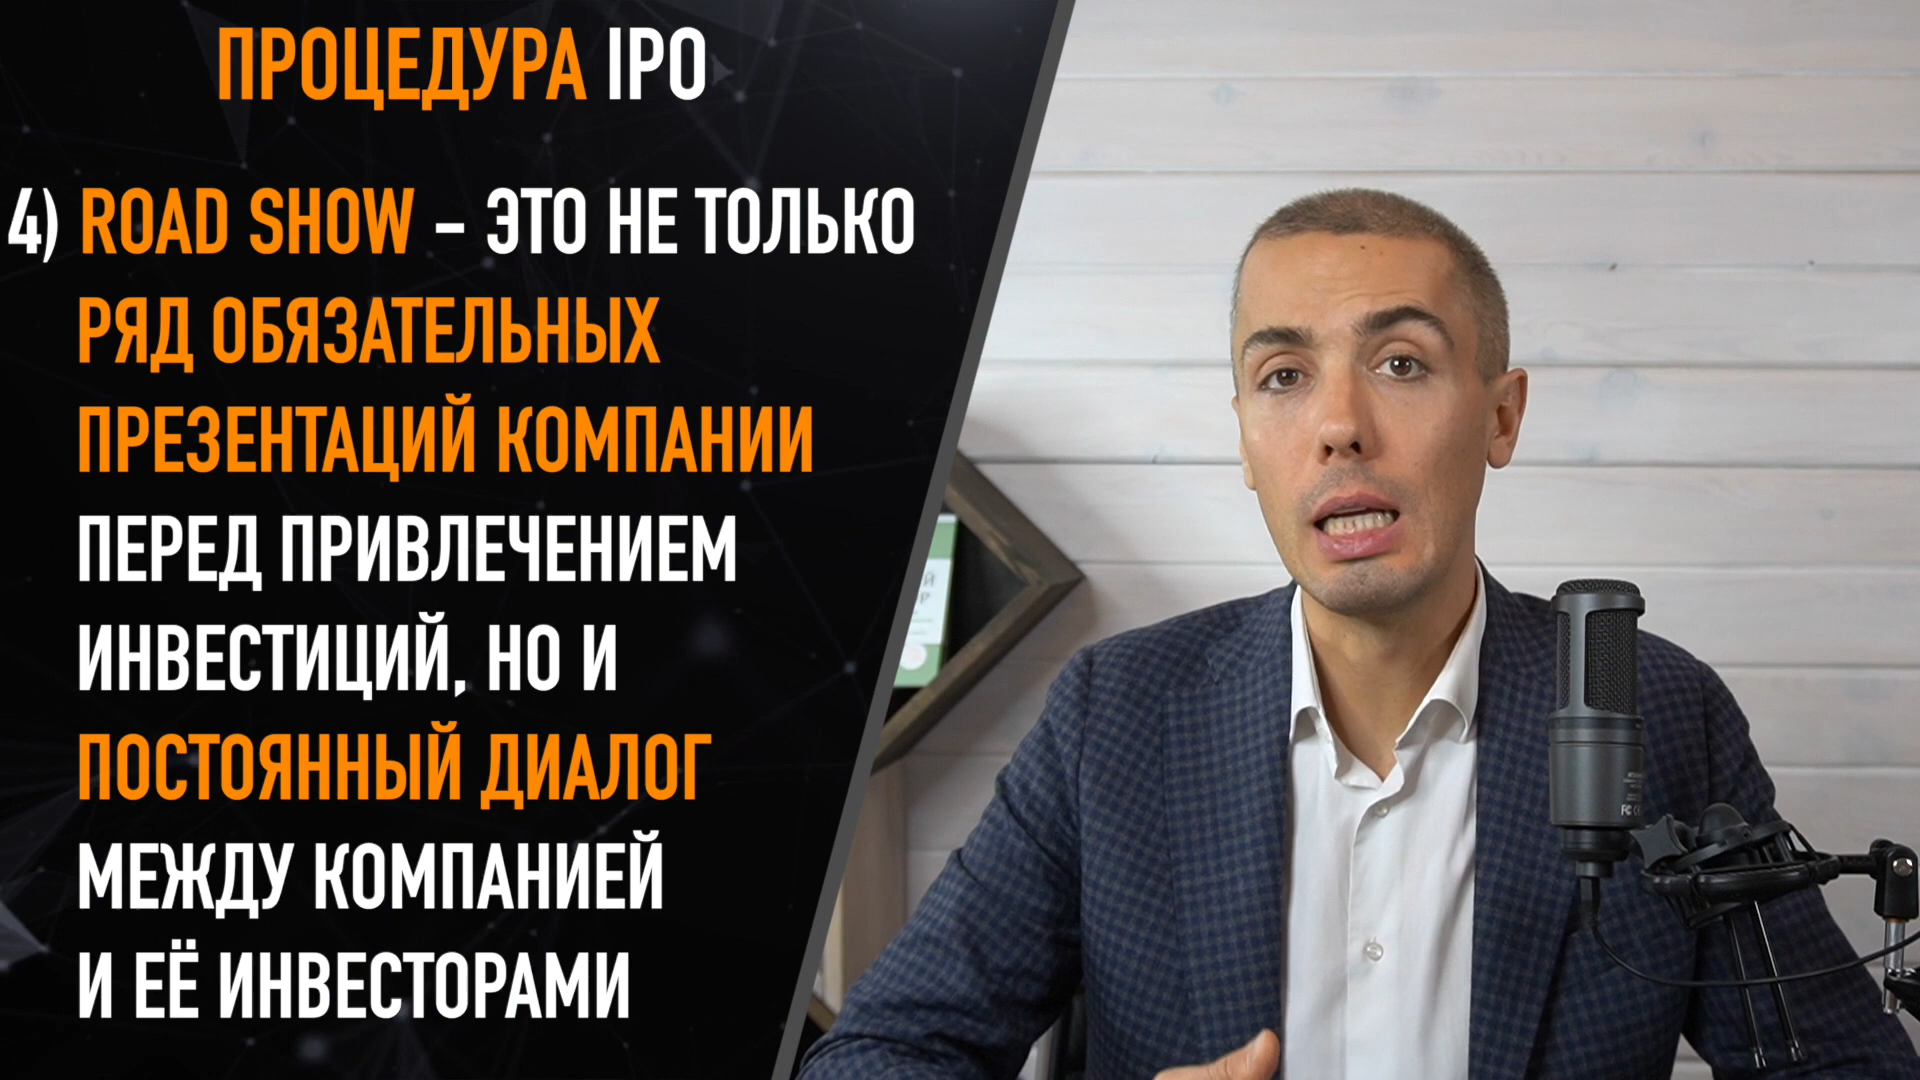 ПРОЦЕДУРА IPO
4) ROAD SHOW - ЭТО НЕ ТОЛЬКО
РЯД ОБЯЗАТЕЛЬНЫХ
ПРЕЗЕНТАЦИЙ КОМПАНИИ
ПЕРЕД ПРИВЛЕЧЕНИЕМ
ИНВЕСТИЦИЙ, НО И
ПОСТОЯННЫЙ ДИАЛОГ
МЕЖДУ КОМПАНИЕЙ
И ЕЁ ИНВЕСТОРАМИ
FC